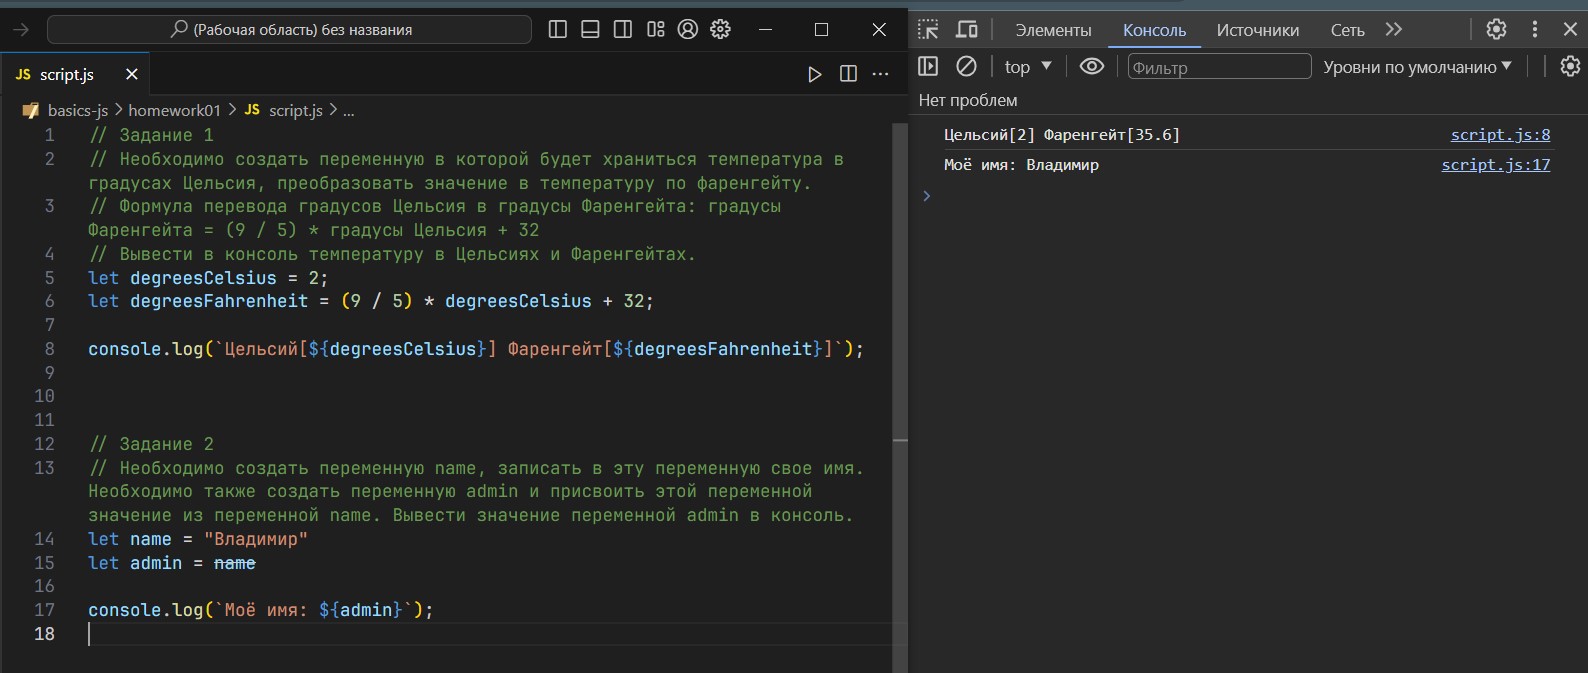 (Рабочая область) без названия
JS script.js
basics-js > homework01 > JS script.js > ...
1 // Задание 1
2 // Необходимо создать переменную в которой будет храниться температура в
градусах Цельсия, преобразовать значение в температуру по фаренгейту.
3 // Формула перевода градусов Цельсия в градусы Фаренгейта: градусы
Фаренгейта = (9 / 5) * градусы Цельсия + 32
4 // Вывести в консоль температуру в Цельсиях и Фаренгейтах.
5 let degreesCelsius = 2;
6 let degreesFahrenheit = (9 / 5) * degreesCelsius + 32;
7
8 console.log(`Цельсий[${degreesCelsius}] Фаренгейт[${degreesFahrenheit}]`);
9
10
11
12 // Задание 2
13 // Необходимо создать переменную name, записать в эту переменную свое имя.
Необходимо также создать переменную admin и присвоить этой переменной
значение из переменной name. Вывести значение переменной admin в консоль.
14 let name = "Владимир"
15 let admin = name
16
17 console.log(`Моё имя: ${admin}`);
18
Элементы Консоль Источники Сеть
top Фильтр Уровни по умолчанию
Нет проблем
Цельсий[2] Фаренгейт[35.6] script.js:8
Моё имя: Владимир script.js:17